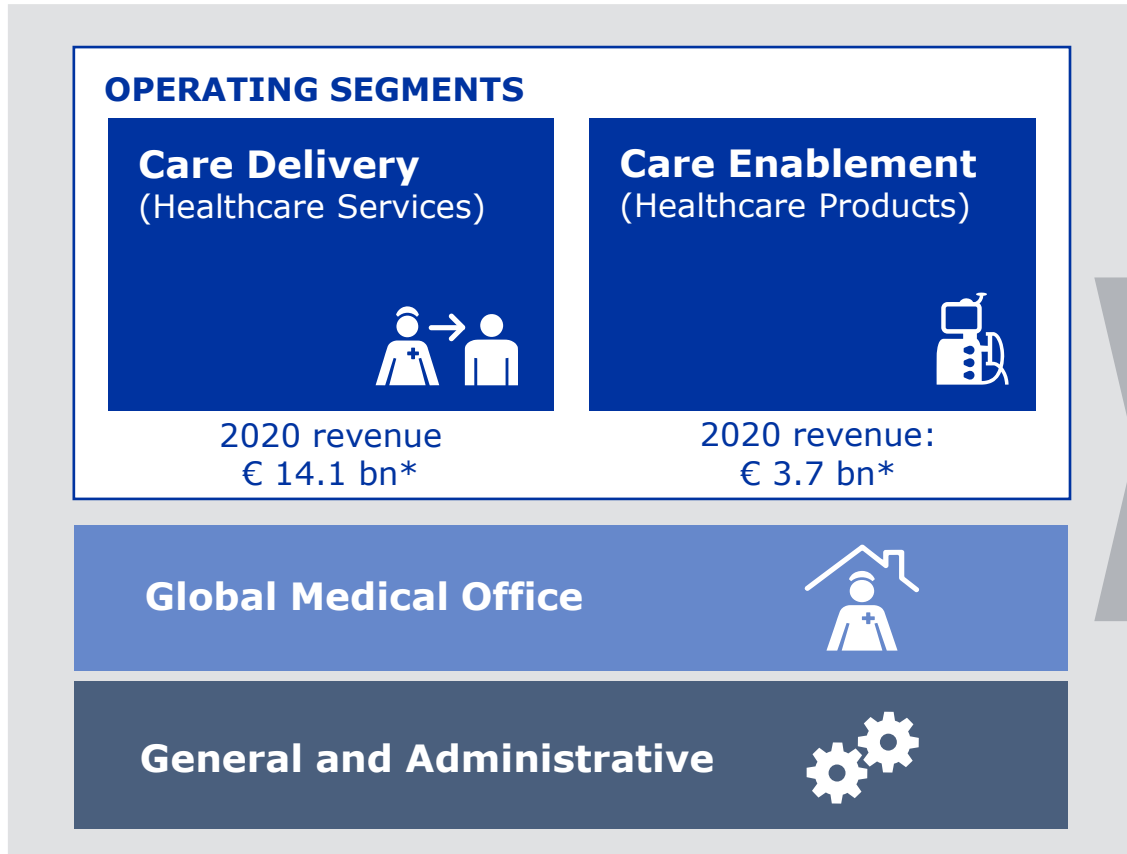 OPERATING SEGMENTS
Care Delivery
(Healthcare Services)
2020 revenue
€ 14.1 bn*
Care Enablement
(Healthcare Products)
2020 revenue:
€ 3.7 bn*
Global Medical Office
General and Administrative